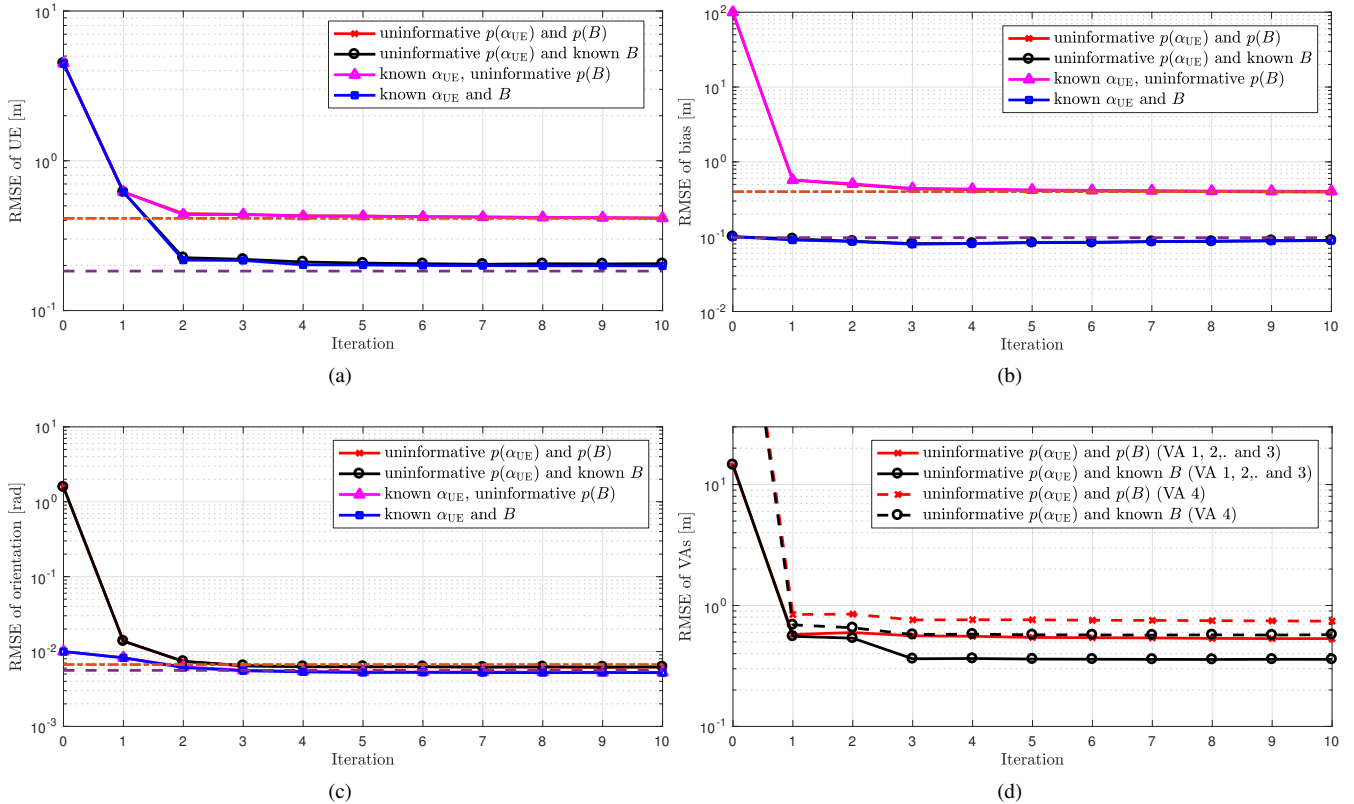 10^1
10^0
10^-1
RMSE of UE [m]
uninformative p(α_UE) and p(B)
uninformative p(α_UE) and known B
known α_UE, uninformative p(B)
known α_UE and B
0 1 2 3 4 5 6 7 8 9 10
Iteration
(a)
10^2
10^1
10^0
10^-1
10^-2
RMSE of bias [m]
uninformative p(α_UE) and p(B)
uninformative p(α_UE) and known B
known α_UE, uninformative p(B)
known α_UE and B
0 1 2 3 4 5 6 7 8 9 10
Iteration
(b)
10^1
10^0
10^-1
10^-2
10^-3
RMSE of orientation [rad]
uninformative p(α_UE) and p(B)
uninformative p(α_UE) and known B
known α_UE, uninformative p(B)
known α_UE and B
0 1 2 3 4 5 6 7 8 9 10
Iteration
(c)
10^1
10^0
10^-1
RMSE of VAs [m]
uninformative p(α_UE) and p(B) (VA 1, 2,. and 3)
uninformative p(α_UE) and known B (VA 1, 2,. and 3)
uninformative p(α_UE) and p(B) (VA 4)
uninformative p(α_UE) and known B (VA 4)
0 1 2 3 4 5 6 7 8 9 10
Iteration
(d)